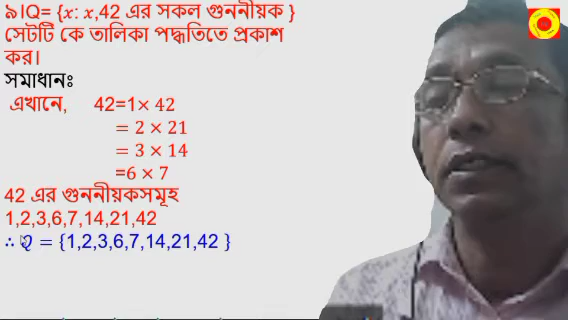 ৯।Q= {x: x,42 এর সকল গুননীয়ক }
সেটটি কে তালিকা পদ্ধতিতে প্রকাশ
কর।
সমাধানঃ
এখানে, 42=1× 42
= 2 × 21
= 3 × 14
=6 × 7
42 এর গুননীয়কসমূহ
1,2,3,6,7,14,21,42
∴ Q = {1,2,3,6,7,14,21,42 }